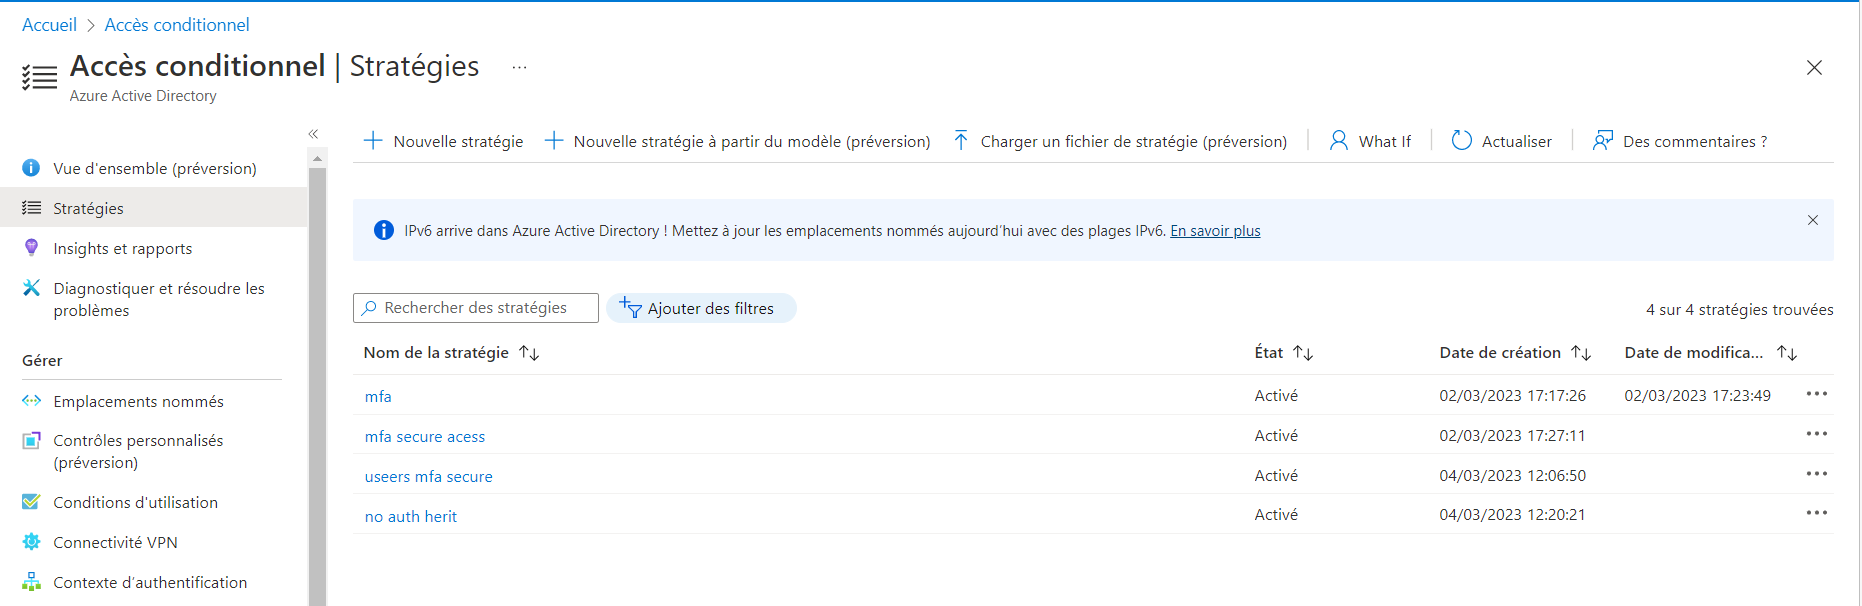 Accueil > Accès conditionnel
Accès conditionnel | Stratégies ...
Azure Active Directory
«
Vue d'ensemble (préversion)
Stratégies
Insights et rapports
Diagnostiquer et résoudre les
problèmes
Gérer
Emplacements nommés
Contrôles personnalisés
(préversion)
Conditions d'utilisation
Connectivité VPN
Contexte d'authentification
Nouvelle stratégie Nouvelle stratégie à partir du modèle (préversion) Charger un fichier de stratégie (préversion) What If Actualiser Des commentaires ?
IPv6 arrive dans Azure Active Directory ! Mettez à jour les emplacements nommés aujourd'hui avec des plages IPv6. En savoir plus
Rechercher des stratégies Ajouter des filtres
4 sur 4 stratégies trouvées
Nom de la stratégie État Date de création Date de modifica...
mfa Activé 02/03/2023 17:17:26 02/03/2023 17:23:49
mfa secure acess Activé 02/03/2023 17:27:11
useers mfa secure Activé 04/03/2023 12:06:50
no auth herit Activé 04/03/2023 12:20:21